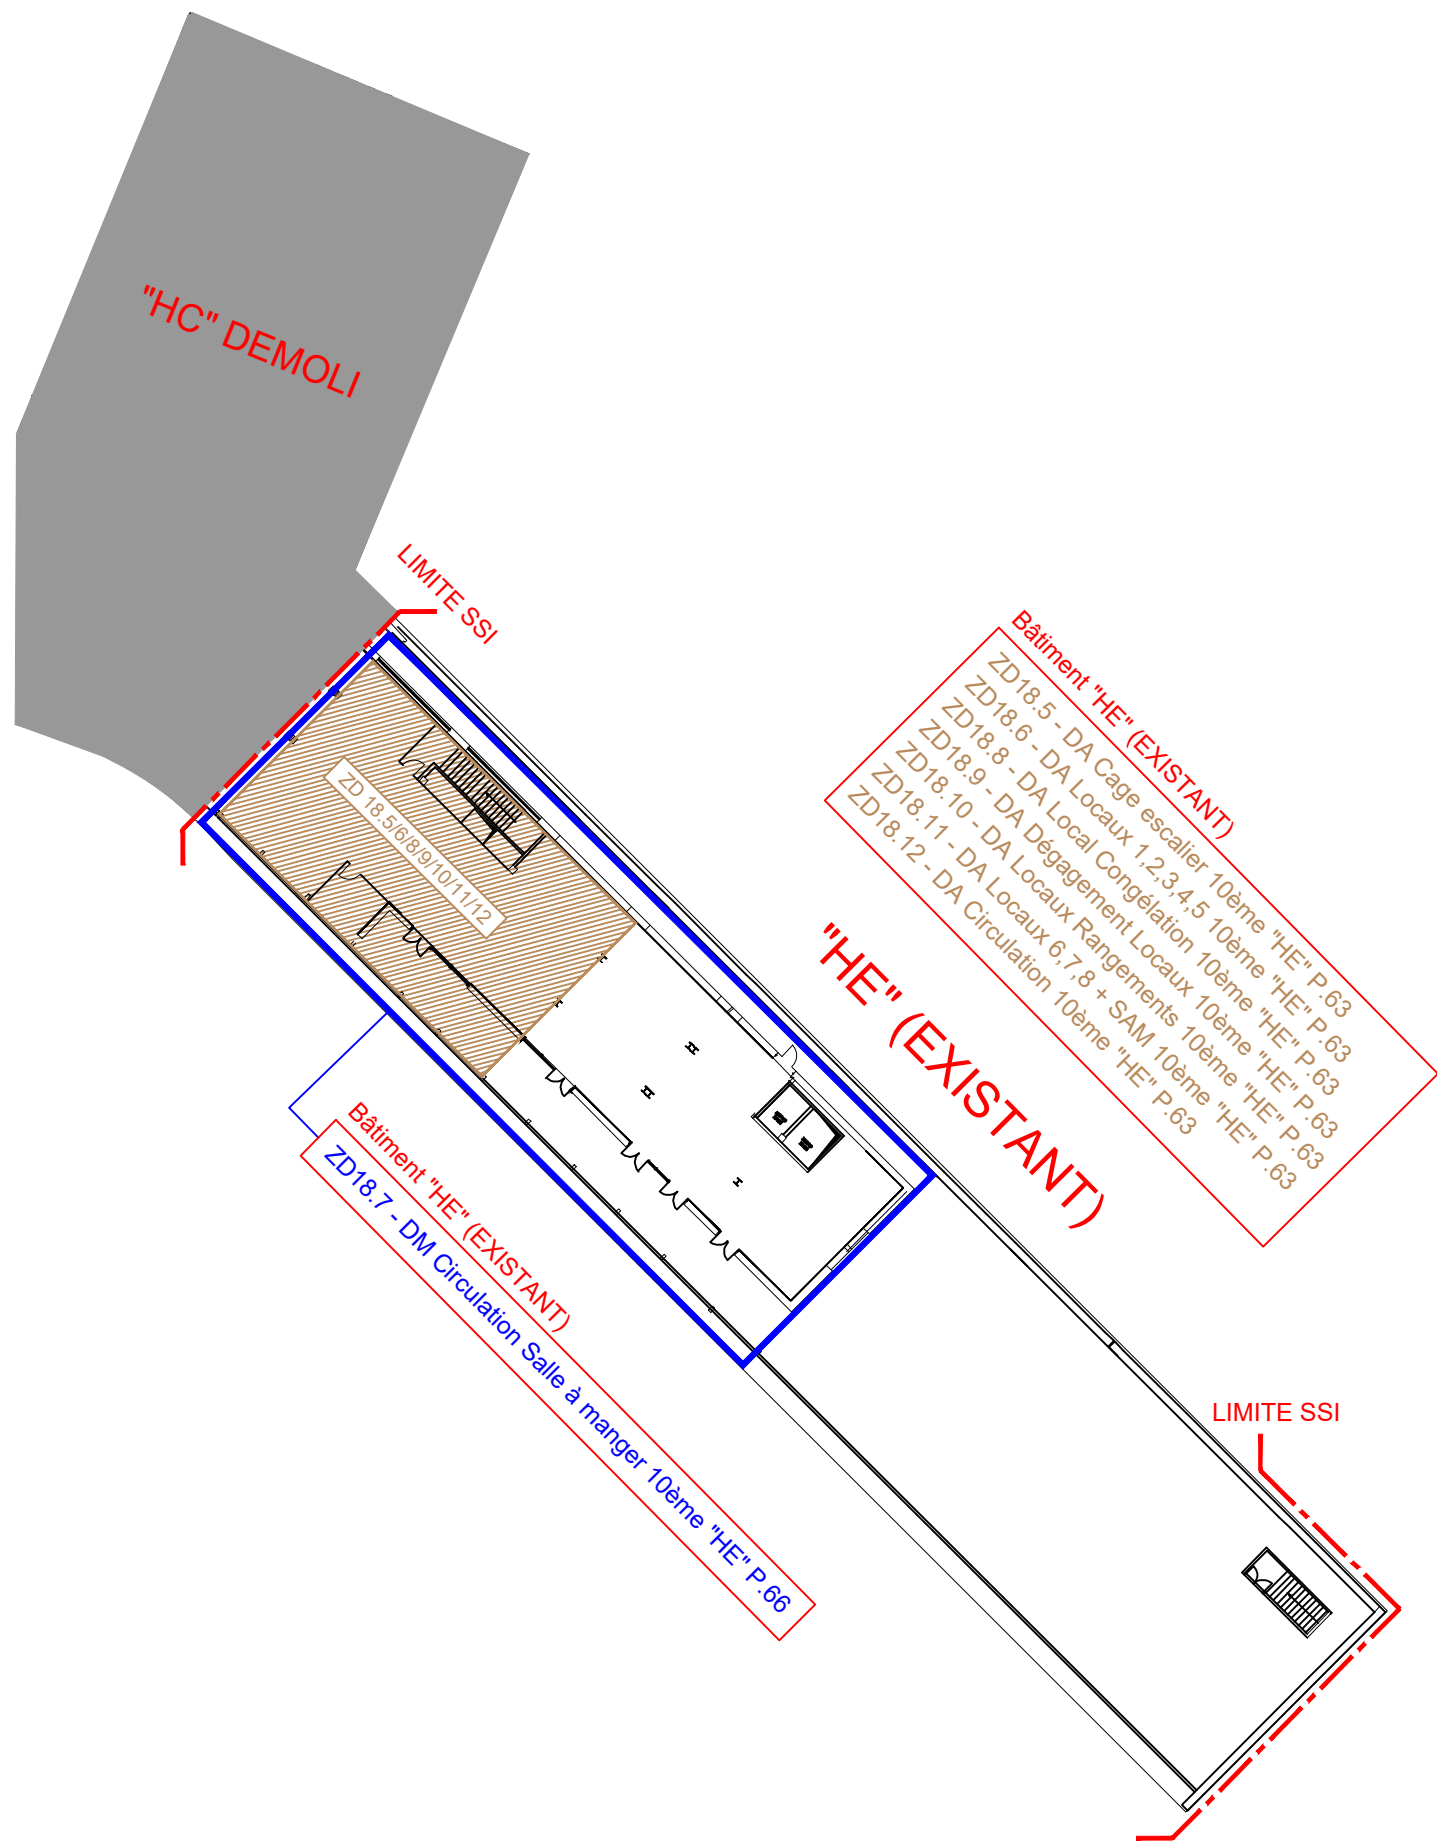 "HC" DEMOLI
LIMITE SSI
Bâtiment "HE" (EXISTANT)
ZD18.5 - DA Cage escalier 10ème "HE" P.63
ZD18.6 - DA Locaux 1,2,3,4,5 10ème "HE" P.63
ZD18.8 - DA Local Congélation 10ème "HE" P.63
ZD18.9 - DA Dégagement Locaux 10ème "HE" P.63
ZD18.10 - DA Locaux Rangements 10ème "HE" P.63
ZD18.11 - DA Locaux 6,7,8 + SAM 10ème "HE" P.63
ZD18.12 - DA Circulation 10ème "HE" P.63
ZD 18.5/6/8/9/10/11/12
"HE" (EXISTANT)
Bâtiment "HE" (EXISTANT)
ZD18.7 - DM Circulation Salle à manger 10ème "HE" P.66
LIMITE SSI